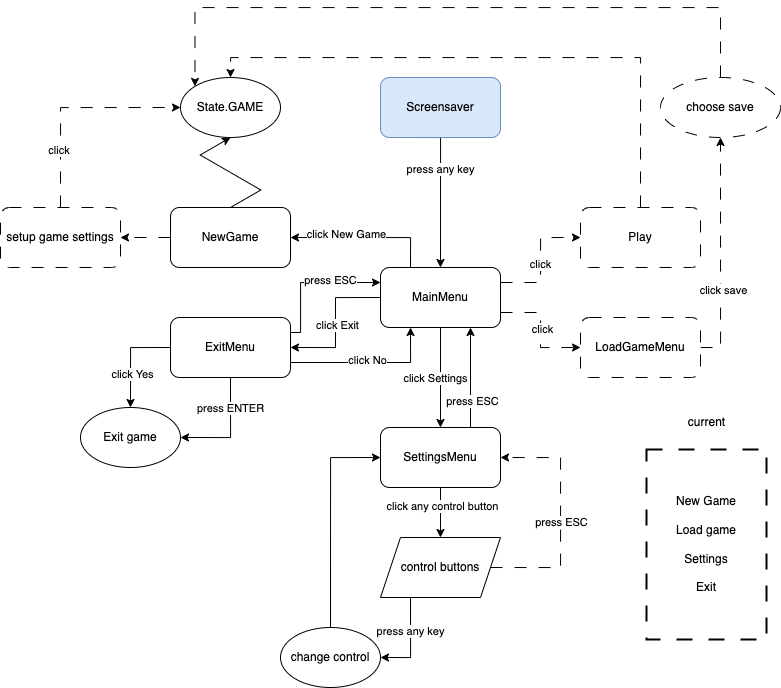 State.GAME
Screensaver
choose save
click
press any key
setup game settings
NewGame
click New Game
Play
click
press ESC
MainMenu
click save
click Exit
click
ExitMenu
click No
LoadGameMenu
click Yes
click Settings
press ESC
press ENTER
current
Exit game
SettingsMenu
click any control button
New Game
press ESC
Load game
Settings
control buttons
Exit
press any key
change control